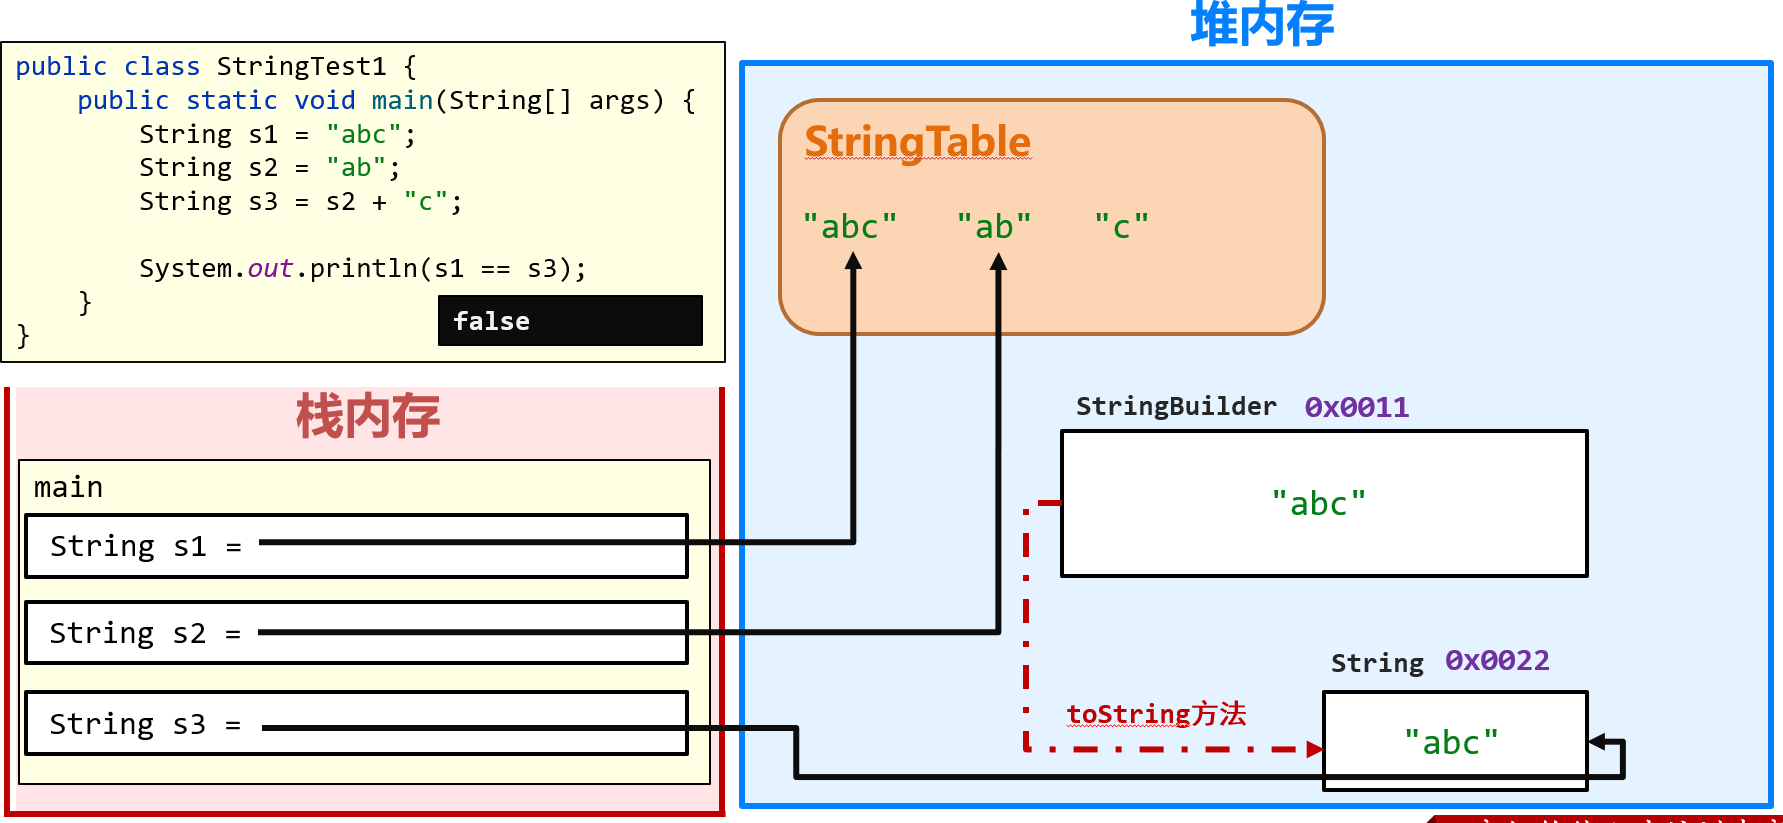 堆内存
public class StringTest1 {
    public static void main(String[] args) {
        String s1 = "abc";
        String s2 = "ab";
        String s3 = s2 + "c";
        System.out.println(s1 == s3);
    }
}
false
StringTable
"abc" "ab" "c"
栈内存
main
String s1 =
String s2 =
String s3 =
StringBuilder 0x0011
"abc"
toString方法
String 0x0022
"abc"